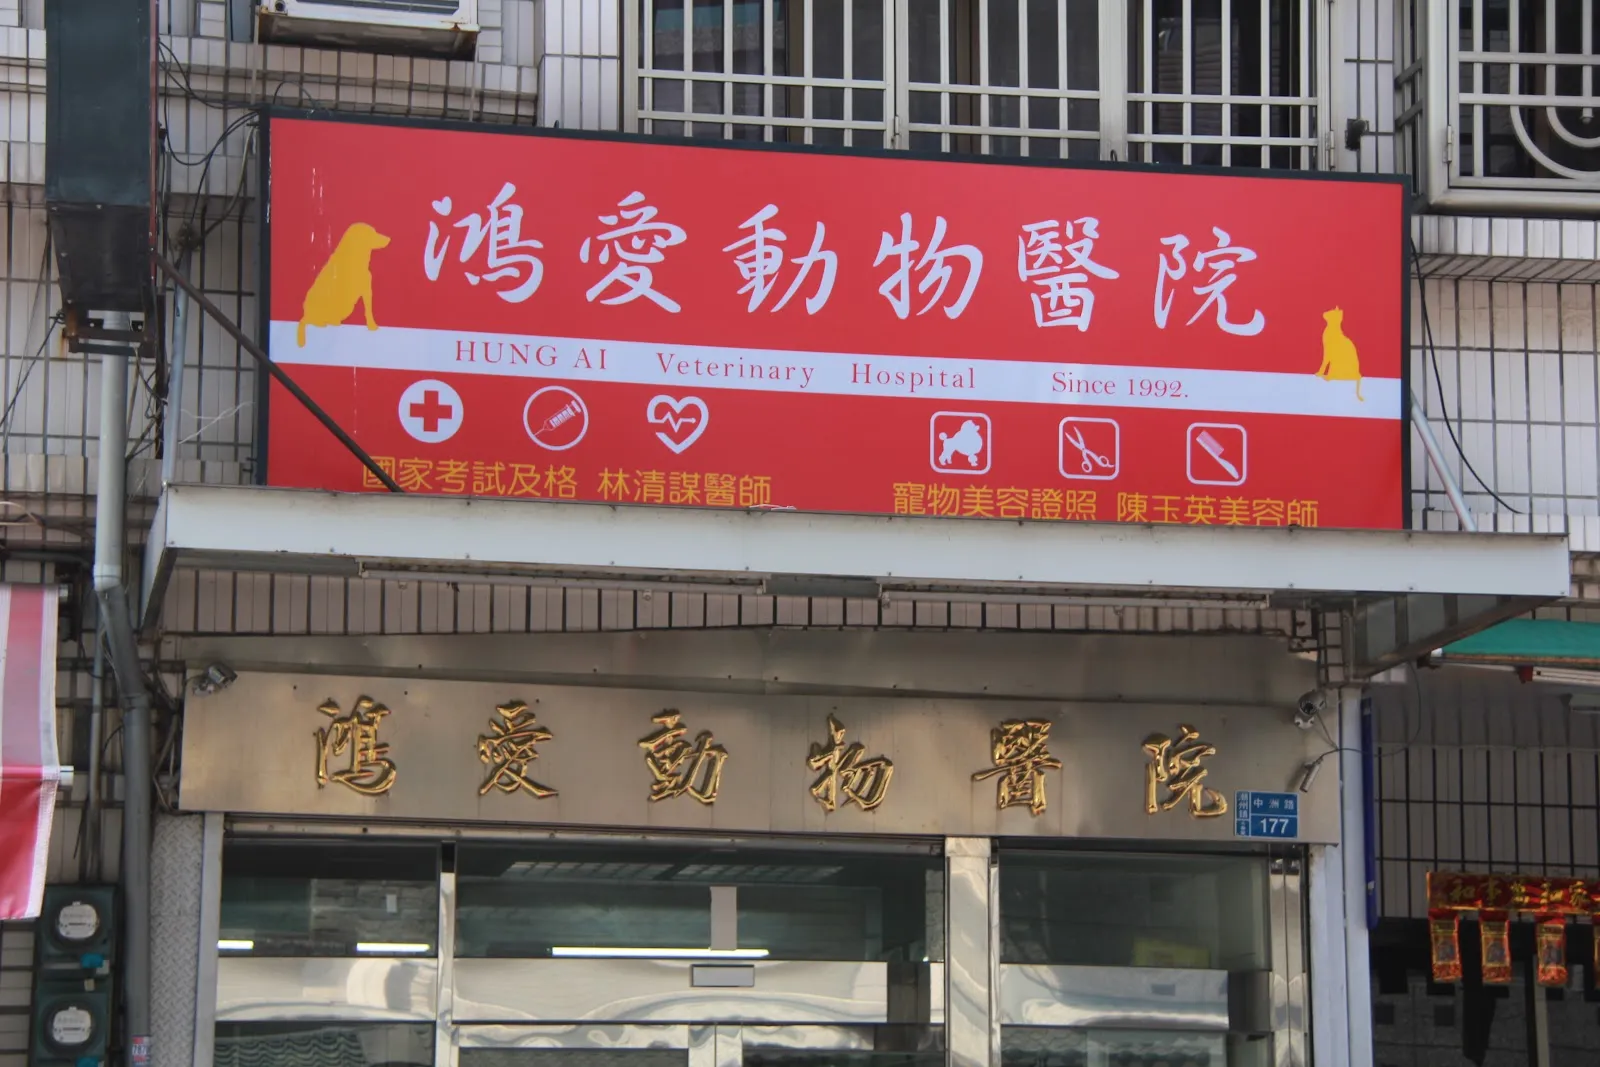 鴻愛動物醫院
HUNG AI Veterinary Hospital Since 1992.
國家考試及格 林清謀醫師
寵物美容證照 陳玉英美容師
鴻愛動物醫院
中洲路
177